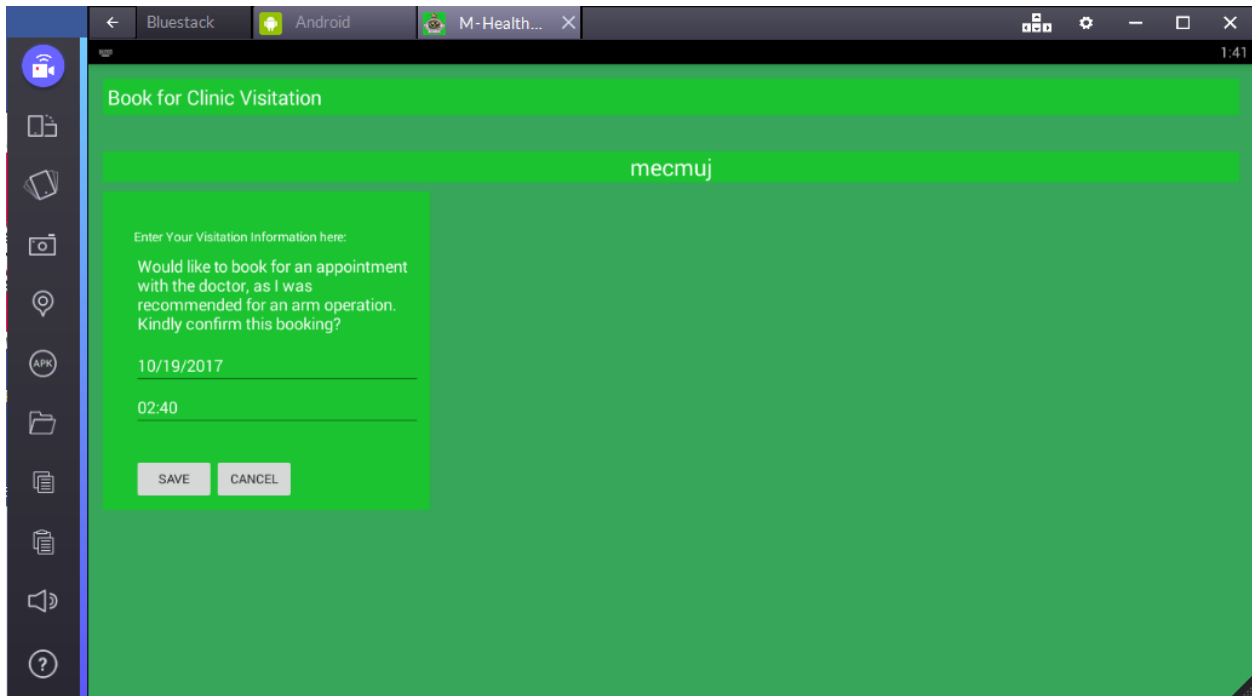 Bluestack Android M-Health...
1:41
Book for Clinic Visitation
mecmuj
Enter Your Visitation Information here:
Would like to book for an appointment
with the doctor, as I was
recommended for an arm operation.
Kindly confirm this booking?
10/19/2017
02:40
SAVE CANCEL
APK
?